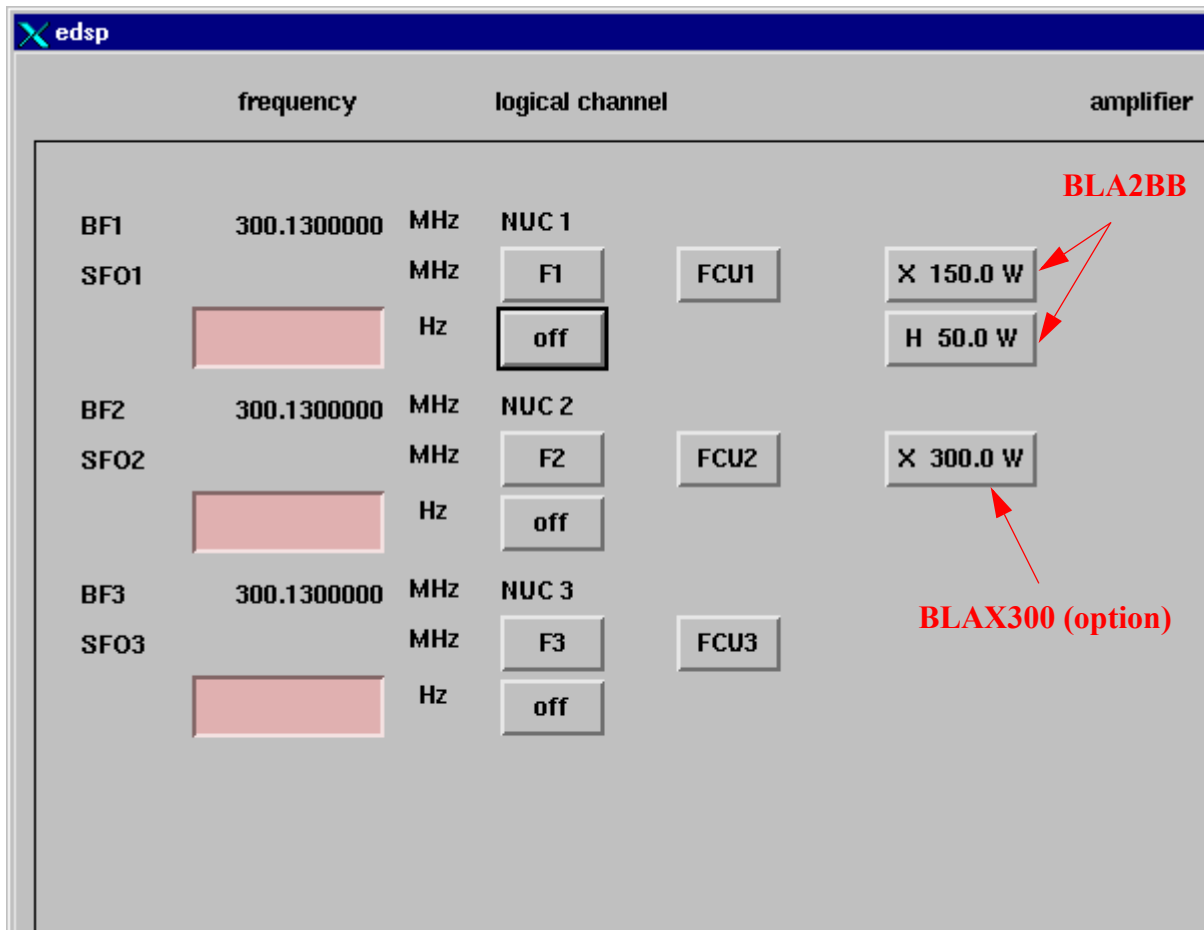 edsp
frequency logical channel amplifier
BLA2BB
BF1 300.1300000 MHz NUC 1
SFO1 MHz F1 FCU1 X 150.0 W
Hz off H 50.0 W
BF2 300.1300000 MHz NUC 2
SFO2 MHz F2 FCU2 X 300.0 W
Hz off
BF3 300.1300000 MHz NUC 3
BLAX300 (option)
SFO3 MHz F3 FCU3
Hz off